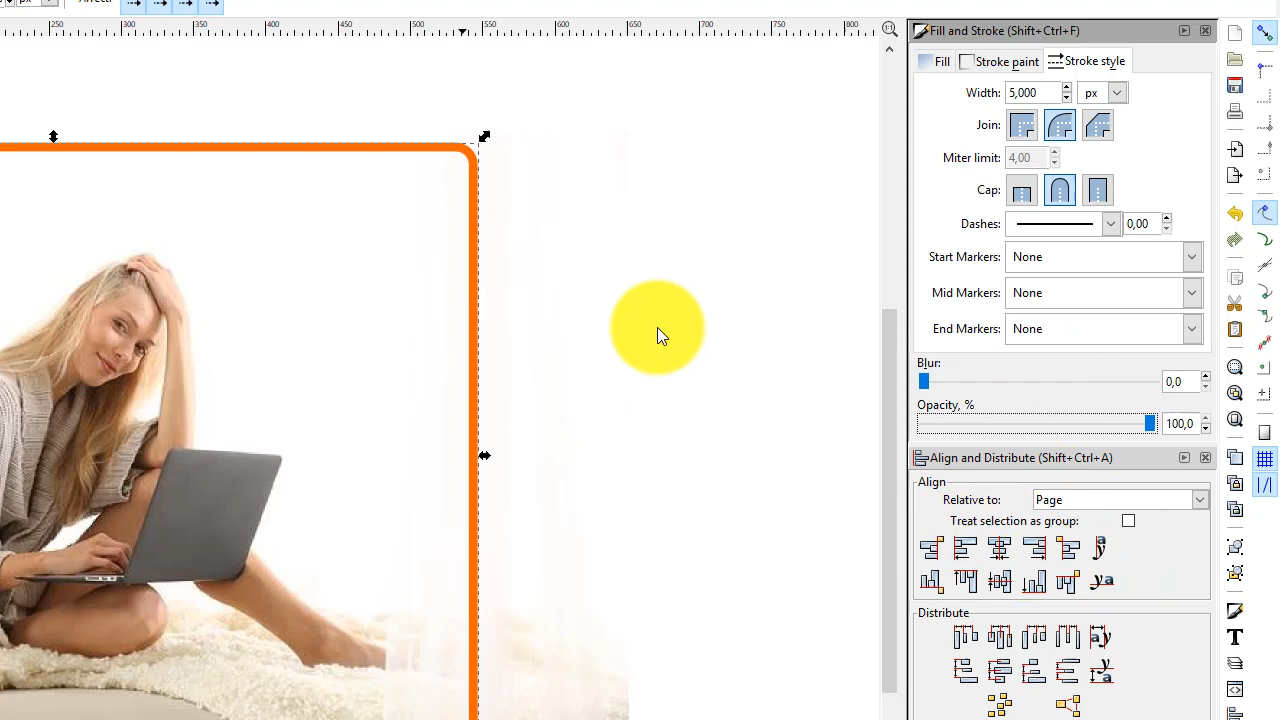 px
250 300 350 400 450 500 550 600 650 700 750 800
Fill and Stroke (Shift+Ctrl+F)
Fill Stroke paint Stroke style
Width: 5,000 px
Join:
Miter limit: 4,00
Cap:
Dashes: 0,00
Start Markers: None
Mid Markers: None
End Markers: None
Blur:
0,0
Opacity, %
100,0
Align and Distribute (Shift+Ctrl+A)
Align
Relative to: Page
Treat selection as group:
Distribute